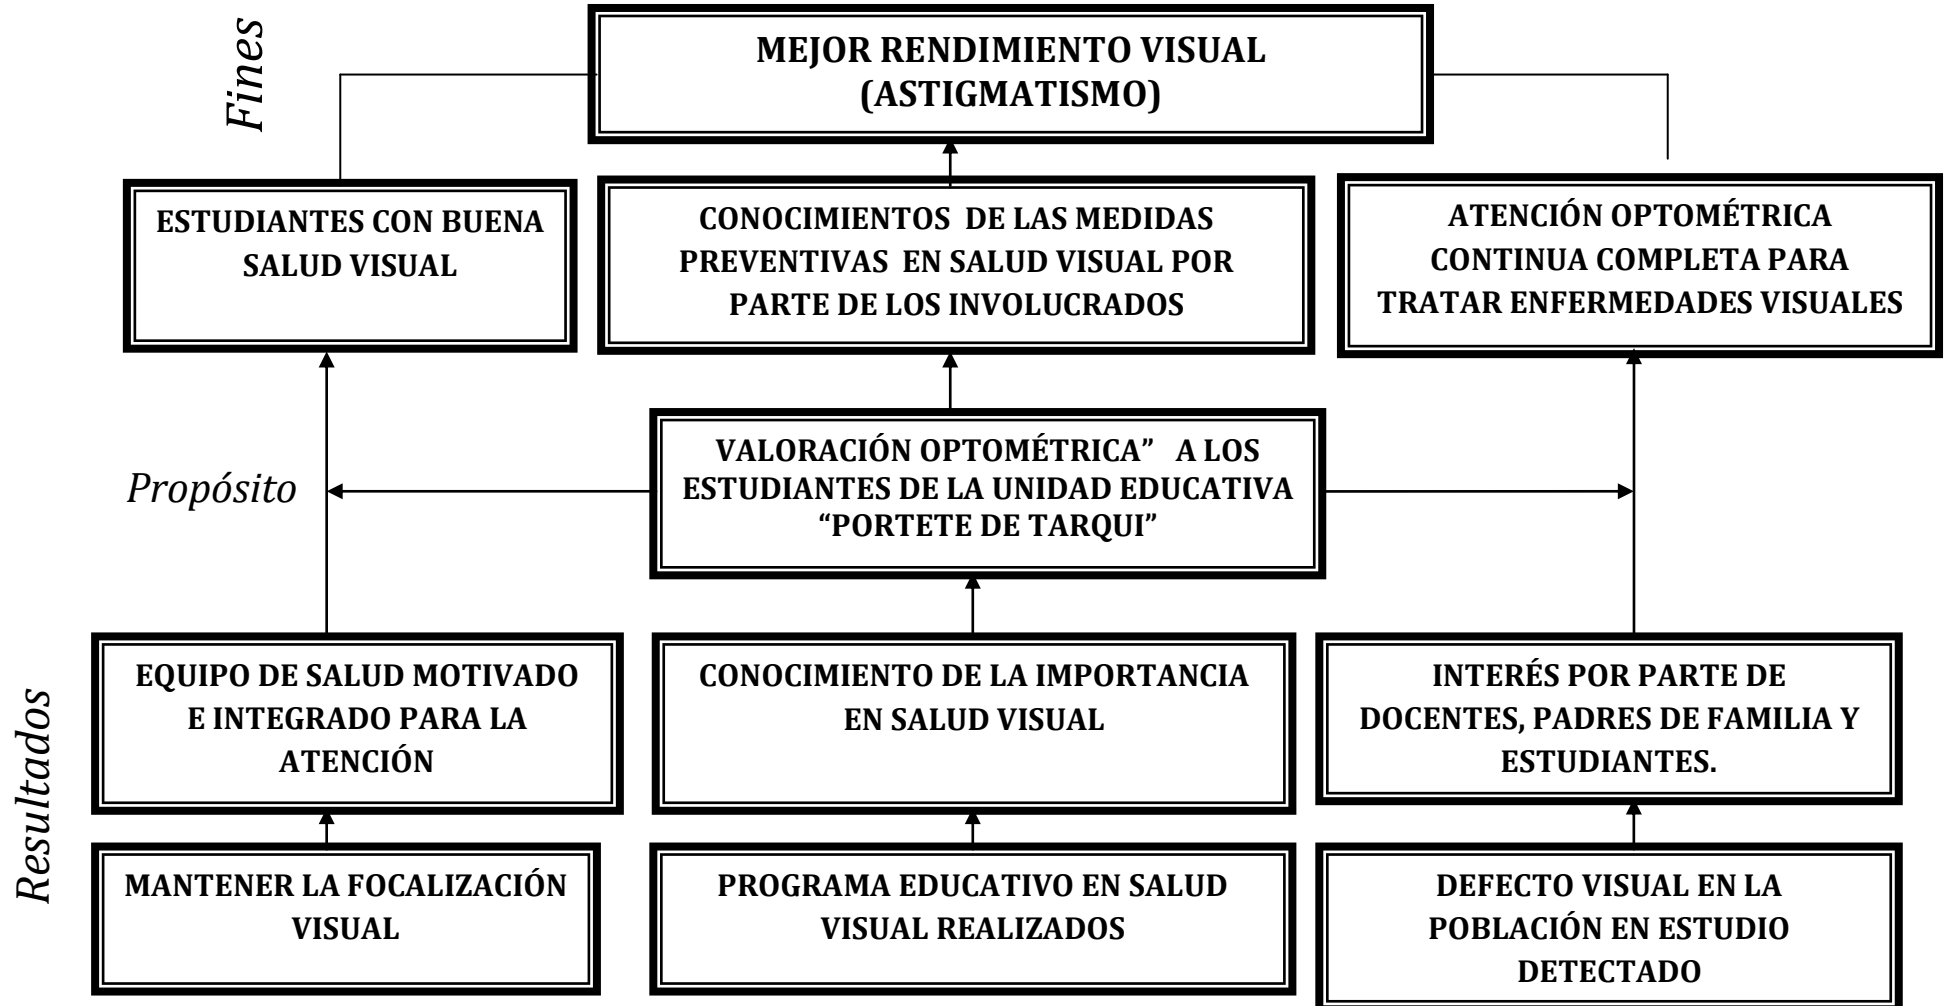 Fines
MEJOR RENDIMIENTO VISUAL
(ASTIGMATISMO)
ESTUDIANTES CON BUENA
SALUD VISUAL
CONOCIMIENTOS DE LAS MEDIDAS
PREVENTIVAS EN SALUD VISUAL POR
PARTE DE LOS INVOLUCRADOS
ATENCIÓN OPTOMÉTRICA
CONTINUA COMPLETA PARA
TRATAR ENFERMEDADES VISUALES
Propósito
VALORACIÓN OPTOMÉTRICA” A LOS
ESTUDIANTES DE LA UNIDAD EDUCATIVA
“PORTETE DE TARQUI”
Resultados
EQUIPO DE SALUD MOTIVADO
E INTEGRADO PARA LA
ATENCIÓN
CONOCIMIENTO DE LA IMPORTANCIA
EN SALUD VISUAL
INTERÉS POR PARTE DE
DOCENTES, PADRES DE FAMILIA Y
ESTUDIANTES.
MANTENER LA FOCALIZACIÓN
VISUAL
PROGRAMA EDUCATIVO EN SALUD
VISUAL REALIZADOS
DEFECTO VISUAL EN LA
POBLACIÓN EN ESTUDIO
DETECTADO